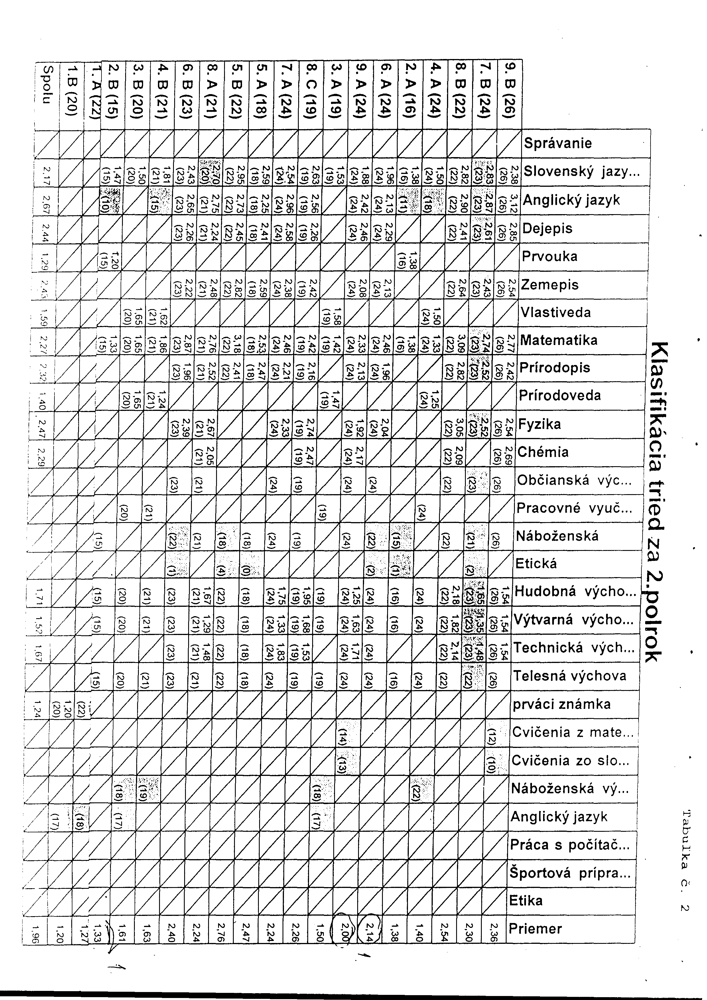 Tabuľka č. 2
Klasifikácia tried za 2.polrok
Správanie
Slovenský jazy...
Anglický jazyk
Dejepis
Prvouka
Zemepis
Vlastiveda
Matematika
Prírodopis
Prírodoveda
Fyzika
Chémia
Občianská výc...
Pracovné vyuč...
Náboženská
Etická
Hudobná výcho...
Výtvarná výcho...
Technická vých...
Telesná výchova
prváci známka
Cvičenia z mate...
Cvičenia zo slo...
Náboženská vý...
Anglický jazyk
Práca s počítač...
Športová prípra...
Etika
Priemer
9. B (26) 2,38 (26) 3,12 (26) 2,85 (26) 2,54 (26) 2,77 (26) 2,42 (26) 2,54 (26) 2,69 (26) (26) (26) 1,54 (26) 1,54 (26) 1,54 (26) (26) (12) (10) 2,36
7. B (24) 2,83 (23) 2,87 (23) 2,61 (23) 2,43 (23) 2,74 (23) 2,52 (23) 2,52 (23) (23) (21) (2) 1,65 (23) 1,35 (23) 1,48 (23) (22) 2,30
8. B (22) 2,82 (22) 2,90 (22) 2,41 (22) 2,64 (22) 3,09 (22) 2,82 (22) 3,05 (22) 2,09 (22) (22) (22) 2,18 (22) 1,82 (22) 2,14 (22) (22) 2,54
4. A (24) 1,50 (24) (18) 1,50 (24) 1,33 (24) 1,25 (24) (24) (24) (24) (24) (22) 1,40
2. A (16) 1,38 (16) (11) 1,38 (16) 1,38 (16) (15) (1) (16) (16) (16) 1,38
6. A (24) 1,96 (24) 2,13 (24) 2,29 (24) 2,13 (24) 2,46 (24) 1,96 (24) 2,04 (24) (24) (22) (2) (24) (24) (24) (24) 2,14
9. A (24) 1,88 (24) 2,42 (24) 2,46 (24) 2,08 (24) 2,33 (24) 2,13 (24) 1,92 (24) 2,17 (24) (24) (24) 1,25 (24) 1,63 (24) 1,71 (24) (24) (14) (13) 2,00
3. A (19) 1,53 (19) 1,58 (19) 1,42 (19) 1,47 (19) (19) (19) (19) (19) (18) (17) 1,50
8. C (19) 2,63 (19) 2,56 (19) 2,26 (19) 2,42 (19) 2,42 (19) 2,16 (19) 2,74 (19) 2,47 (19) (19) (19) 1,95 (19) 1,68 (19) 1,53 (19) (19) 2,26
7. A (24) 2,54 (24) 2,96 (24) 2,58 (24) 2,38 (24) 2,46 (24) 2,21 (24) 2,33 (24) (24) (24) 1,75 (24) 1,33 (24) 1,83 (24) (24) 2,24
5. A (18) 2,59 (18) 2,25 (18) 2,41 (18) 2,59 (18) 2,53 (18) 2,47 (18) (18) (0) (18) (18) (18) (18) 2,47
5. B (22) 2,95 (22) 2,73 (22) 2,45 (22) 2,82 (22) 3,18 (22) 2,41 (22) (18) (4) (22) (22) (22) (22) 2,76
8. A (21) 2,70 (20) 2,75 (21) 2,24 (21) 2,48 (21) 2,76 (21) 2,52 (21) 2,67 (21) 2,05 (21) (21) (21) 1,67 (21) 1,29 (21) 1,48 (21) (21) 2,24
6. B (23) 2,43 (23) 2,65 (23) 2,26 (23) 2,22 (23) 2,87 (23) 1,96 (23) 2,39 (23) (23) (22) (1) (23) (23) (23) (23) 2,40
4. B (21) 1,81 (21) (15) 1,62 (21) 1,86 (21) 1,24 (21) (21) (21) (21) (21) (19) 1,63
3. B (20) 1,50 (20) 1,65 (20) 1,65 (20) 1,65 (20) (20) (20) (20) (20) (18) (17) 1,61
2. B (15) 1,47 (15) (10) 1,20 (15) 1,33 (15) (15) (15) (15) (15) 1,33
1. A (22) (22) (18) 1,27
1.B (20) 1,20 (20) (17) 1,20
Spolu 2,17 2,67 2,44 1,29 2,43 1,59 2,27 2,32 1,40 2,47 2,29 1,71 1,52 1,67 1,24 1,96